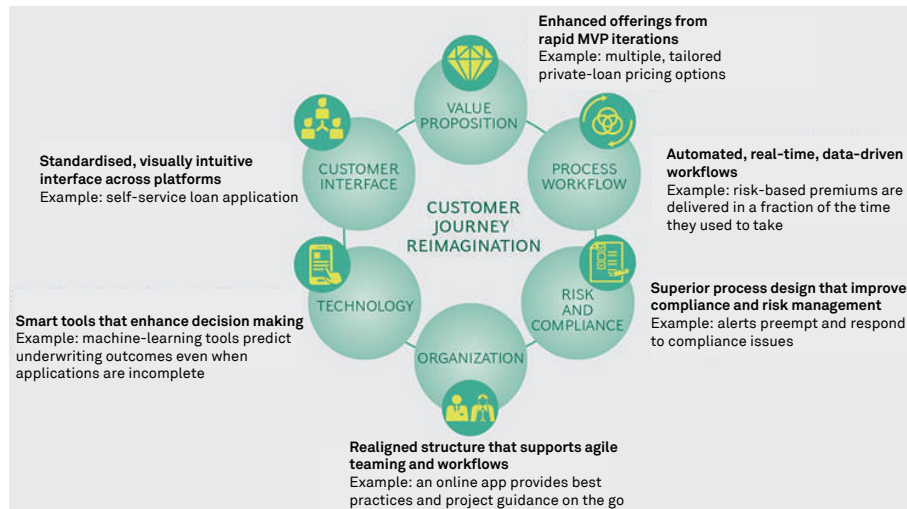 Enhanced offerings from
rapid MVP iterations
Example: multiple, tailored
private-loan pricing options
VALUE
PROPOSITION
Standardised, visually intuitive
interface across platforms
Example: self-service loan application
CUSTOMER
INTERFACE
PROCESS
WORKFLOW
Automated, real-time, data-driven
workflows
Example: risk-based premiums are
delivered in a fraction of the time
they used to take
CUSTOMER
JOURNEY
REIMAGINATION
Smart tools that enhance decision making
Example: machine-learning tools predict
underwriting outcomes even when
applications are incomplete
TECHNOLOGY
RISK
AND
COMPLIANCE
Superior process design that improve
compliance and risk management
Example: alerts preempt and respond
to compliance issues
ORGANIZATION
Realigned structure that supports agile
teaming and workflows
Example: an online app provides best
practices and project guidance on the go